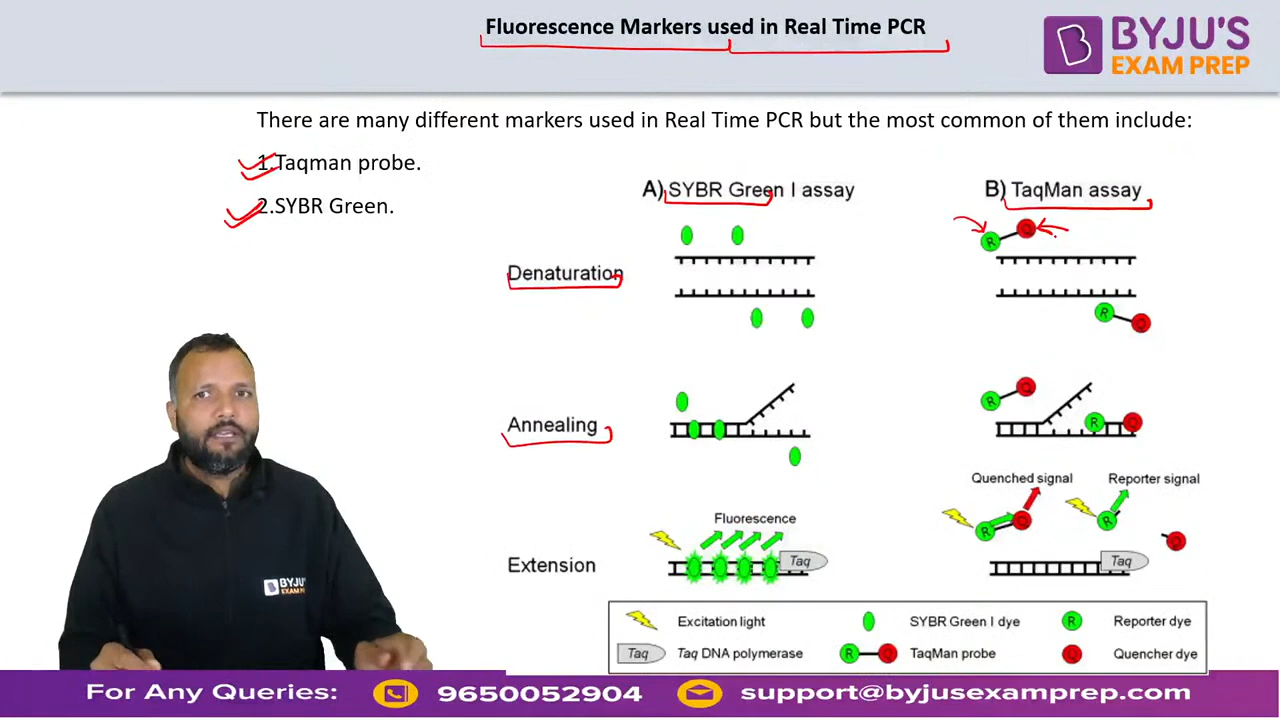 Fluorescence Markers used in Real Time PCR
BYJU'S
EXAM PREP
There are many different markers used in Real Time PCR but the most common of them include:
1.Taqman probe.
2.SYBR Green.
A) SYBR Green I assay
B) TaqMan assay
R Q
Denaturation
R Q
R Q
Annealing
R Q
Quenched signal
Reporter signal
Fluorescence
R Q
R
Q
Extension
Taq
Taq
Excitation light
SYBR Green I dye
R Reporter dye
Taq Taq DNA polymerase
R Q TaqMan probe
Q Quencher dye
BYJU'S
EXAM PREP
For Any Queries: 9650052904 support@byjusexamprep.com